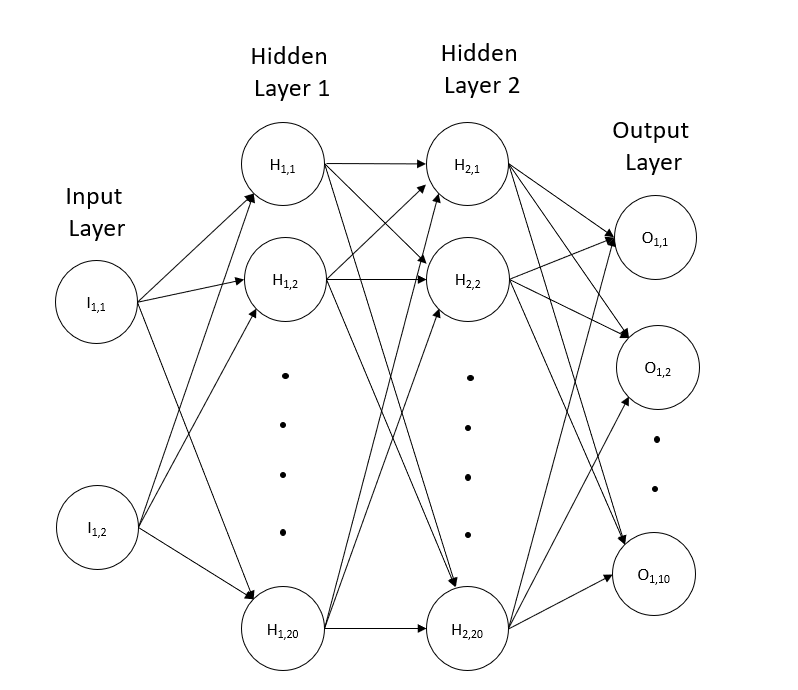 Hidden
Layer 1
Hidden
Layer 2
Output
Layer
Input
Layer
H1,1
H2,1
O1,1
I1,1
H1,2
H2,2
O1,2
I1,2
O1,10
H1,20
H2,20